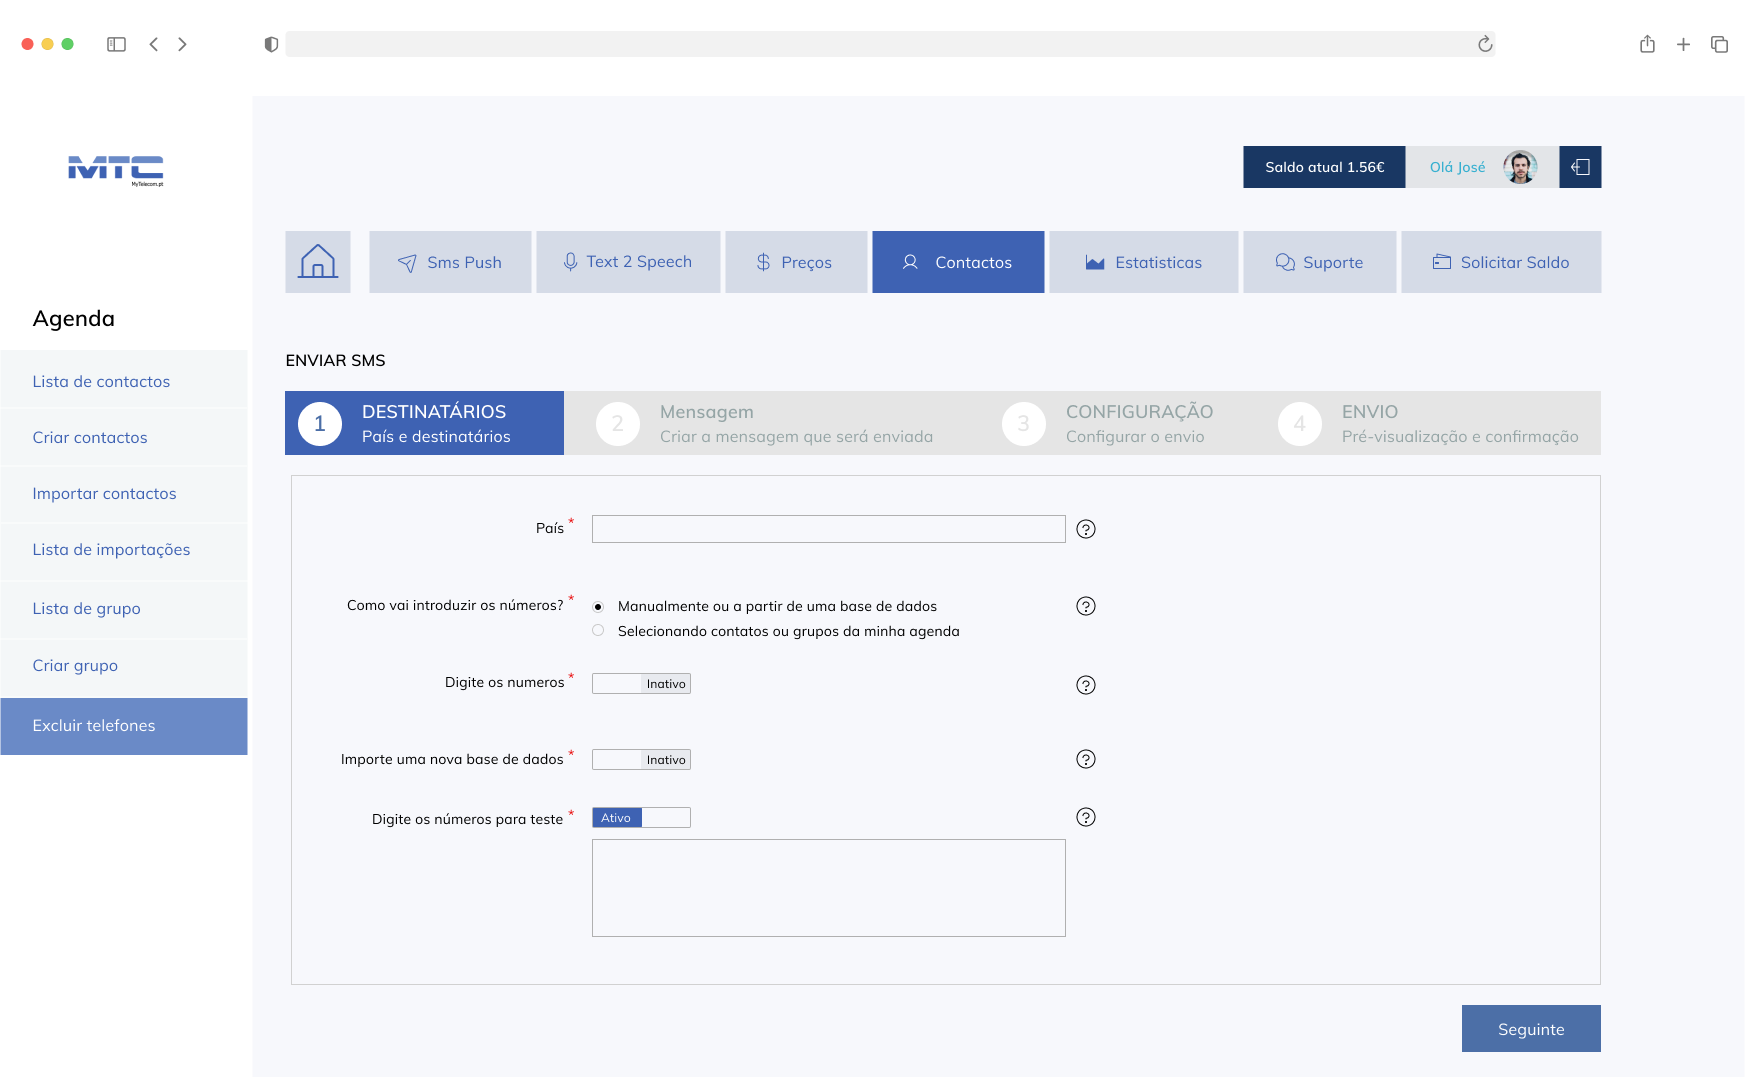 MTC
MyTelecom.pt
Saldo atual 1.56€
Olá José
Sms Push
Text 2 Speech
Preços
Contactos
Estatisticas
Suporte
Solicitar Saldo
Agenda
Lista de contactos
Criar contactos
Importar contactos
Lista de importações
Lista de grupo
Criar grupo
Excluir telefones
ENVIAR SMS
1
DESTINATÁRIOS
País e destinatários
2
Mensagem
Criar a mensagem que será enviada
3
CONFIGURAÇÃO
Configurar o envio
4
ENVIO
Pré-visualização e confirmação
País *
?
Como vai introduzir os números? *
Manualmente ou a partir de uma base de dados
?
Selecionando contatos ou grupos da minha agenda
Digite os numeros *
Inativo
?
Importe uma nova base de dados *
Inativo
?
Digite os números para teste *
Ativo
?
Seguinte